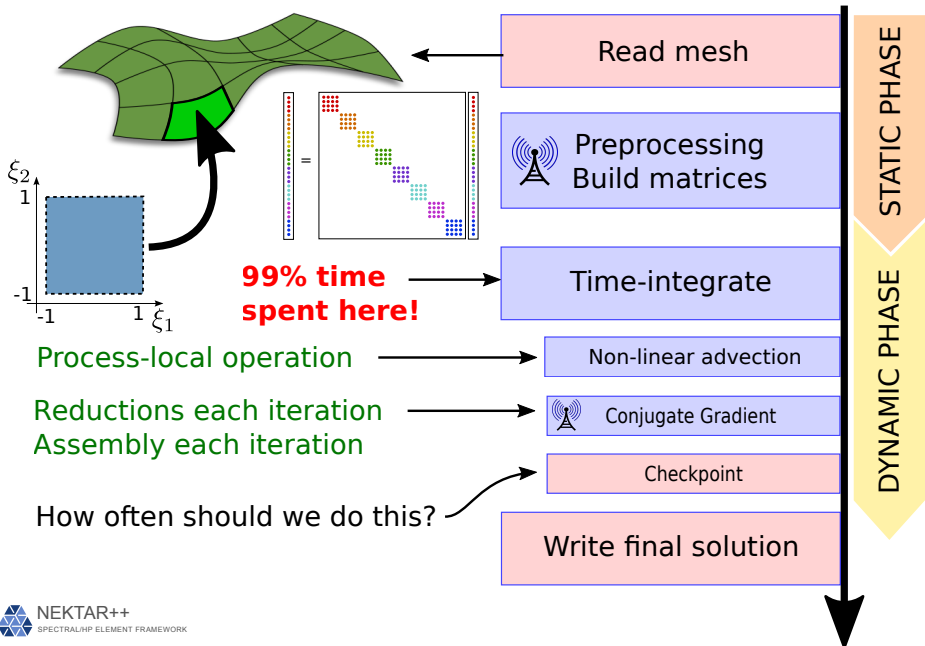 Read mesh
STATIC PHASE
=
Preprocessing
Build matrices
ξ₂
1
-1
-1
1
ξ₁
99% time
spent here!
Time-integrate
DYNAMIC PHASE
Process-local operation
Non-linear advection
Reductions each iteration
Assembly each iteration
Conjugate Gradient
Checkpoint
How often should we do this?
Write final solution
NEKTAR++
SPECTRAL/HP ELEMENT FRAMEWORK